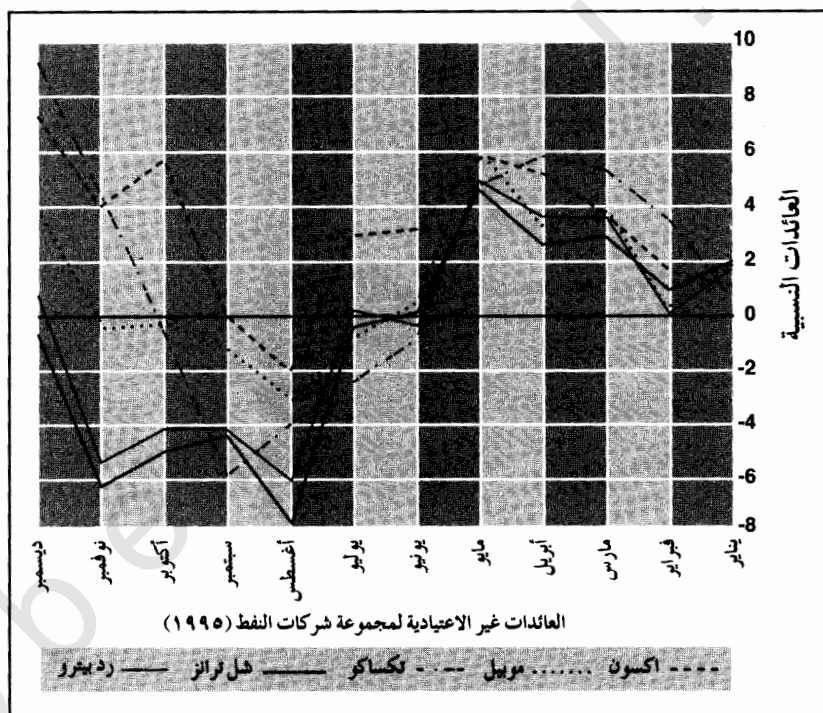 10
8
6
4
2
0
-2
-4
-6
-8
العائدات النسبية
يناير
فبراير
مارس
أبريل
مايو
يونيو
يوليو
أغسطس
سبتمبر
أكتوبر
نوفمبر
ديسمبر
العائدات غير الاعتيادية لمجموعة شركات النفط (١٩٩٥)
اكسون موبيل تكساكو شل ترانز رد بيترو